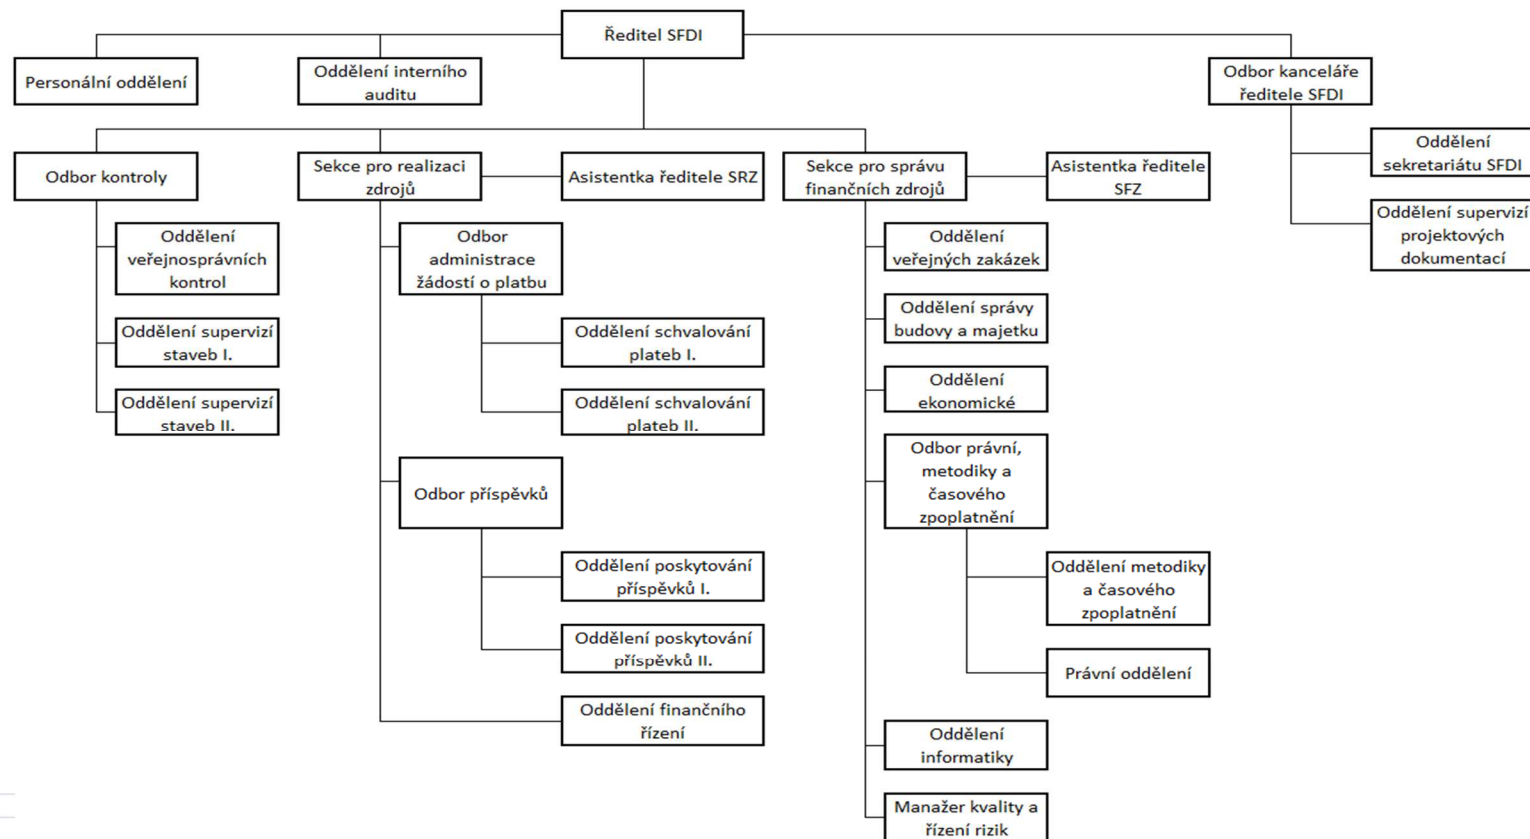 Ředitel SFDI
Personální oddělení
Oddělení interního
auditu
Odbor kanceláře
ředitele SFDI
Oddělení
sekretariátu SFDI
Oddělení supervizí
projektových
dokumentací
Odbor kontroly
Sekce pro realizaci
zdrojů
Asistentka ředitele SRZ
Sekce pro správu
finančních zdrojů
Asistentka ředitele
SFZ
Oddělení
veřejnosprávních
kontrol
Oddělení supervizí
staveb I.
Oddělení supervizí
staveb II.
Odbor
administrace
žádostí o platbu
Oddělení schvalování
plateb I.
Oddělení schvalování
plateb II.
Odbor příspěvků
Oddělení poskytování
příspěvků I.
Oddělení poskytování
příspěvků II.
Oddělení finančního
řízení
Oddělení
veřejných zakázek
Oddělení správy
budovy a majetku
Oddělení
ekonomické
Odbor právní,
metodiky a
časového
zpoplatnění
Oddělení metodiky
a časového
zpoplatnění
Právní oddělení
Oddělení
informatiky
Manažer kvality a
řízení rizik